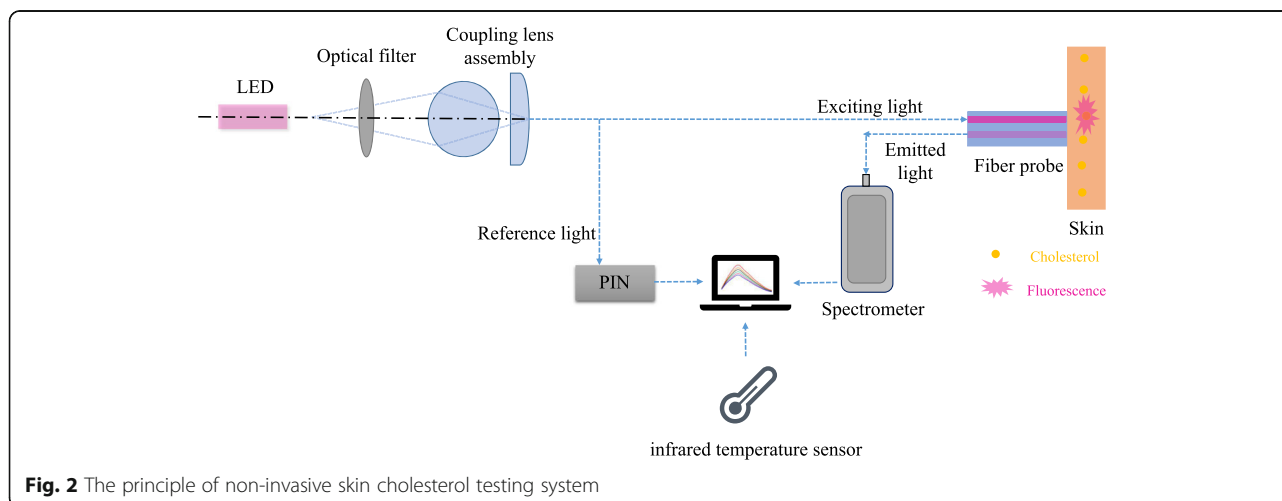 Coupling lens
assembly
Optical filter
LED
Exciting light
Emitted
light
Fiber probe
Skin
Reference light
PIN
Spectrometer
Cholesterol
Fluorescence
infrared temperature sensor
Fig. 2 The principle of non-invasive skin cholesterol testing system